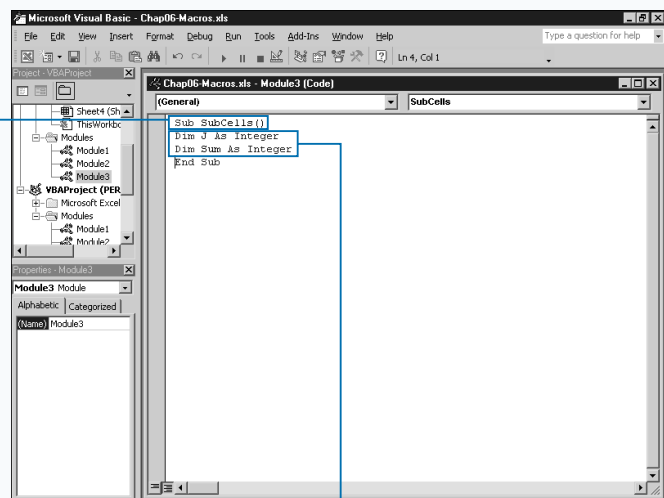 Microsoft Visual Basic - Chap06-Macros.xls
File Edit View Insert Format Debug Run Tools Add-Ins Window Help
Type a question for help
Ln 4, Col 1
Project - VBAProject
Sheet4 (Sh
ThisWorkbo
Modules
Module1
Module2
Module3
VBAProject (PER
Microsoft Excel
Modules
Module1
Module2
Properties - Module3
Module3 Module
Alphabetic Categorized
(Name) Module3
Chap06-Macros.xls - Module3 (Code)
(General) SubCells
Sub SubCells()
Dim J As Integer
Dim Sum As Integer
End Sub